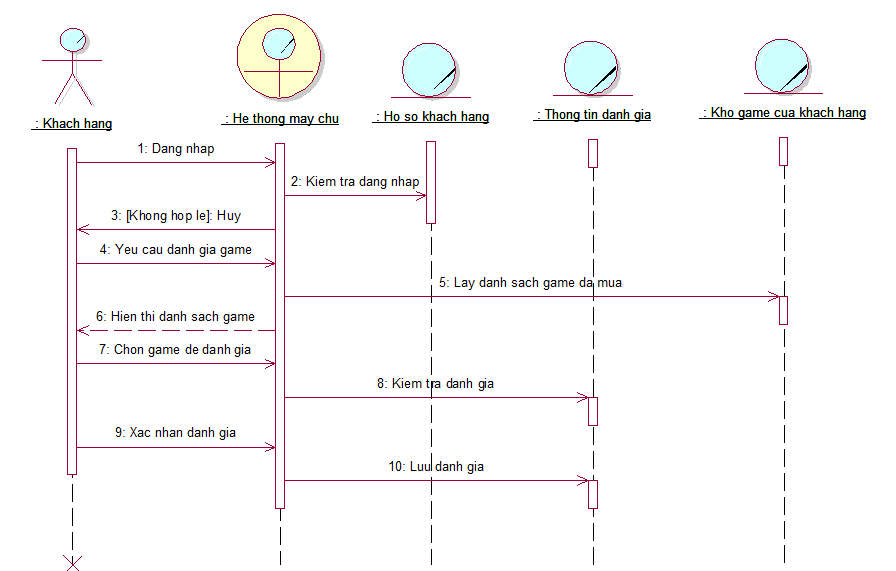 : Khach hang
: He thong may chu
: Ho so khach hang
: Thong tin danh gia
: Kho game cua khach hang
1: Dang nhap
2: Kiem tra dang nhap
3: [Khong hop le]: Huy
4: Yeu cau danh gia game
5: Lay danh sach game da mua
6: Hien thi danh sach game
7: Chon game de danh gia
8: Kiem tra danh gia
9: Xac nhan danh gia
10: Luu danh gia